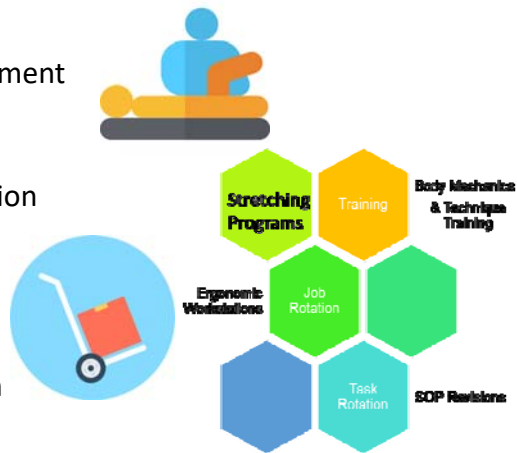 ment
ion
Stretching
Programs
Training
Body Mechanics
& Technique
Training
Ergonomic
Workstations
Job
Rotation
Task
Rotation
SOP Revisions